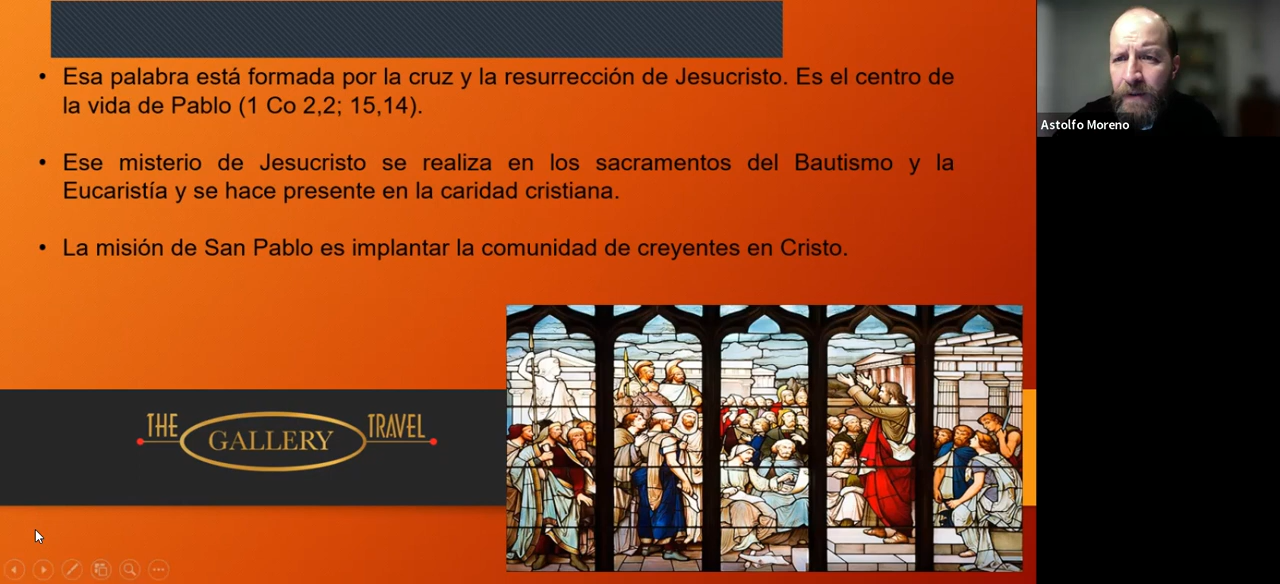 Esa palabra está formada por la cruz y la resurrección de Jesucristo. Es el centro de
la vida de Pablo (1 Co 2,2; 15,14).
Ese misterio de Jesucristo se realiza en los sacramentos del Bautismo y la
Eucaristía y se hace presente en la caridad cristiana.
La misión de San Pablo es implantar la comunidad de creyentes en Cristo.
THE GALLERY TRAVEL
Astolfo Moreno